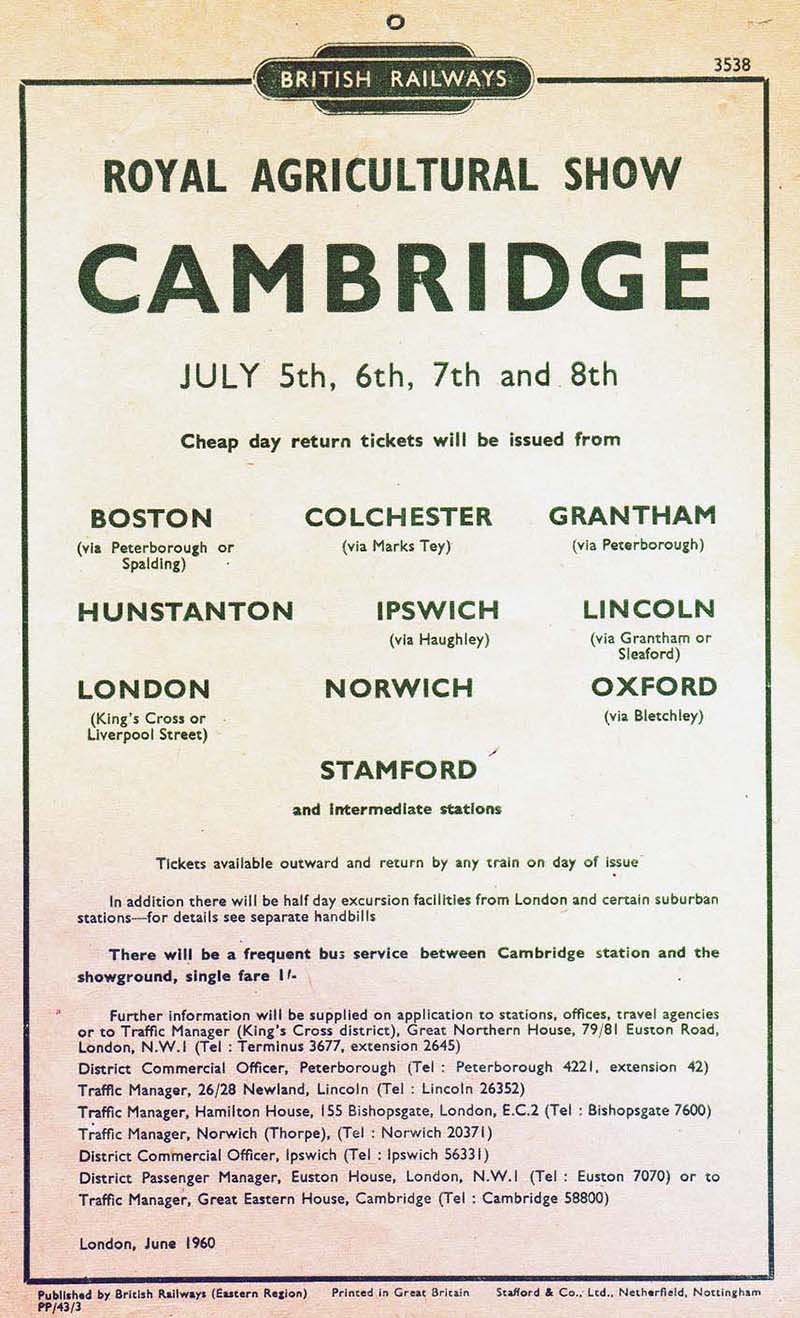 3538
BRITISH RAILWAYS
ROYAL AGRICULTURAL SHOW
CAMBRIDGE
JULY 5th, 6th, 7th and 8th
Cheap day return tickets will be issued from
BOSTON COLCHESTER GRANTHAM
(via Peterborough or (via Marks Tey) (via Peterborough)
Spalding)
HUNSTANTON IPSWICH LINCOLN
(via Haughley) (via Grantham or
Sleaford)
LONDON NORWICH OXFORD
(King's Cross or (via Bletchley)
Liverpool Street)
STAMFORD
and intermediate stations
Tickets available outward and return by any train on day of issue
In addition there will be half day excursion facilities from London and certain suburban
stations—for details see separate handbills
There will be a frequent bus service between Cambridge station and the
showground, single fare 1/-
Further information will be supplied on application to stations, offices, travel agencies
or to Traffic Manager (King's Cross district), Great Northern House, 79/81 Euston Road,
London, N.W.1 (Tel : Terminus 3677, extension 2645)
District Commercial Officer, Peterborough (Tel : Peterborough 4221, extension 42)
Traffic Manager, 26/28 Newland, Lincoln (Tel : Lincoln 26352)
Traffic Manager, Hamilton House, 155 Bishopsgate, London, E.C.2 (Tel : Bishopsgate 7600)
Traffic Manager, Norwich (Thorpe), (Tel : Norwich 20371)
District Commercial Officer, Ipswich (Tel : Ipswich 56331)
District Passenger Manager, Euston House, London, N.W.1 (Tel : Euston 7070) or to
Traffic Manager, Great Eastern House, Cambridge (Tel : Cambridge 58800)
London, June 1960
Published by British Railways (Eastern Region) Printed in Great Britain Stafford & Co., Ltd., Netherfield, Nottingham
PP/43/3